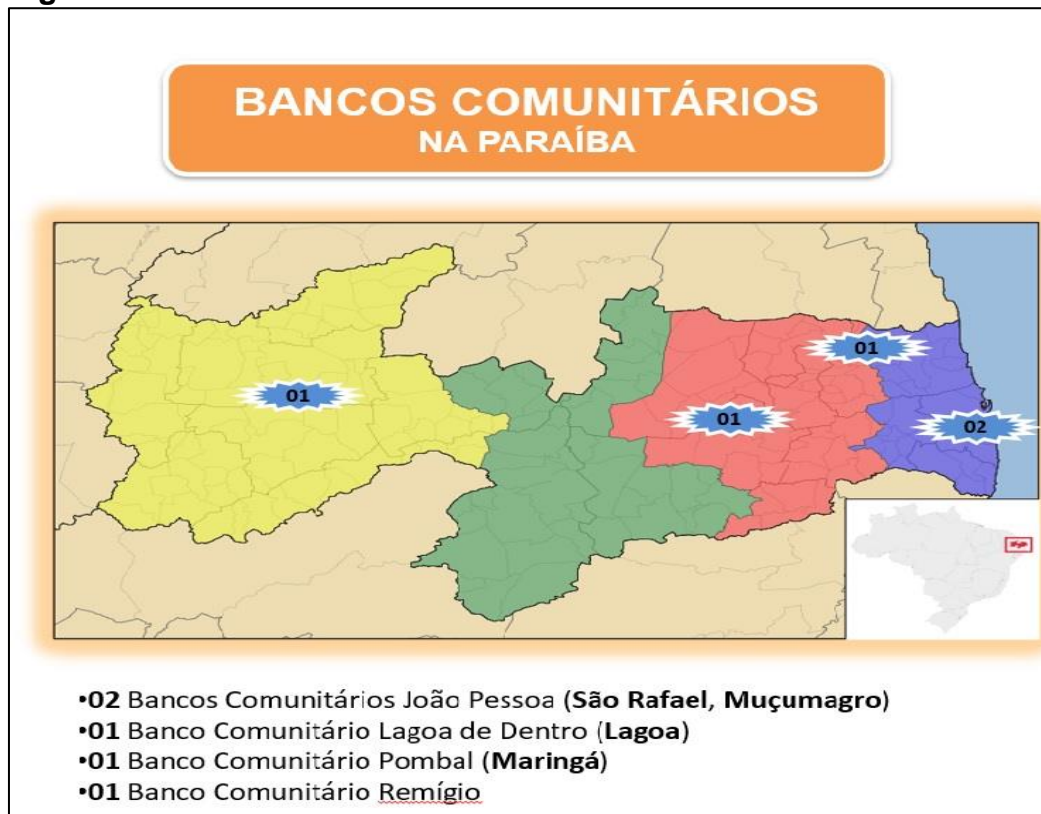 BANCOS COMUNITÁRIOS
NA PARAÍBA
01
01
01
02
•02 Bancos Comunitários João Pessoa (São Rafael, Muçumagro)
•01 Banco Comunitário Lagoa de Dentro (Lagoa)
•01 Banco Comunitário Pombal (Maringá)
•01 Banco Comunitário Remígio